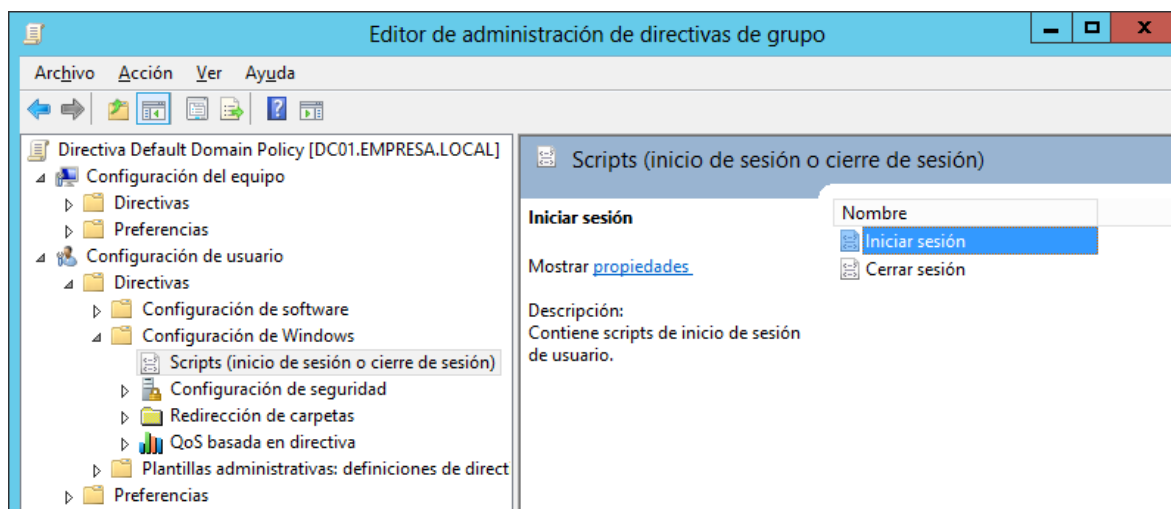 Editor de administración de directivas de grupo
Archivo Acción Ver Ayuda
Directiva Default Domain Policy [DC01.EMPRESA.LOCAL]
Configuración del equipo
Directivas
Preferencias
Configuración de usuario
Directivas
Configuración de software
Configuración de Windows
Scripts (inicio de sesión o cierre de sesión)
Configuración de seguridad
Redirección de carpetas
QoS basada en directiva
Plantillas administrativas: definiciones de direct
Preferencias
Scripts (inicio de sesión o cierre de sesión)
Iniciar sesión
Mostrar propiedades
Descripción:
Contiene scripts de inicio de sesión
de usuario.
Nombre
Iniciar sesión
Cerrar sesión